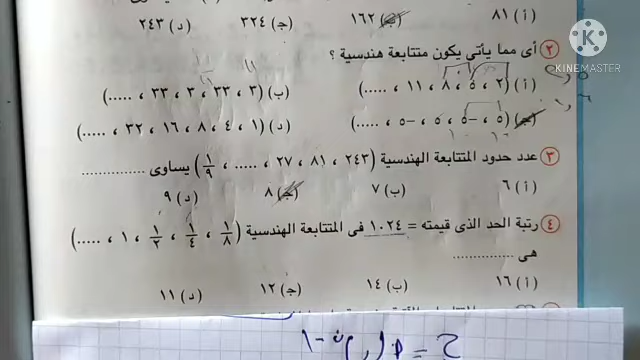 (أ) ٨١ (ب) ١٦٢ (ج) ٣٢٤ (د) ٢٤٣
KINEMASTER
٢ أى مما يأتى يكون متتابعة هندسية ؟
(أ) (٢ ، ٥ ، ٨ ، ١١ ، .....) (ب) (٣ ، ٣٣ ، ٣ ، ٣٣ ، .....)
(ج) (٥ ، -٥ ، ٥ ، -٥ ، .....) (د) (١ ، ٤ ، ٨ ، ١٦ ، ٣٢ ، .....)
٣ عدد حدود المتتابعة الهندسية (٢٤٣ ، ٨١ ، ٢٧ ، ...... ، ١/٩) يساوى ..............
(أ) ٦ (ب) ٧ (ج) ٨ (د) ٩
٤ رتبة الحد الذى قيمته = ١٠٢٤ فى المتتابعة الهندسية (١/٨ ، ١/٤ ، ١/٢ ، ١ ، .....)
هى ..............
(أ) ١٦ (ب) ١٤ (ج) ١٢ (د) ١١